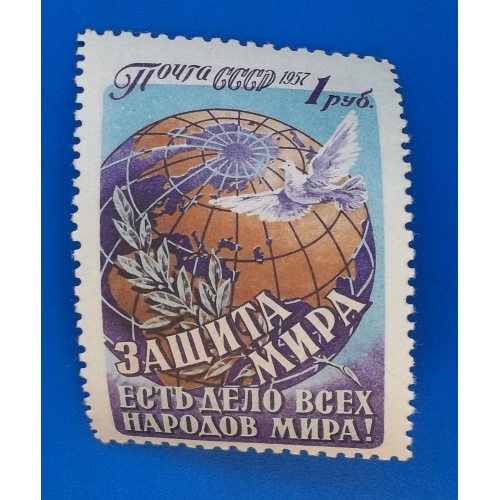 Почта СССР 1957 1 руб.
ЗАЩИТА
МИРА
ЕСТЬ ДЕЛО ВСЕХ
НАРОДОВ МИРА!